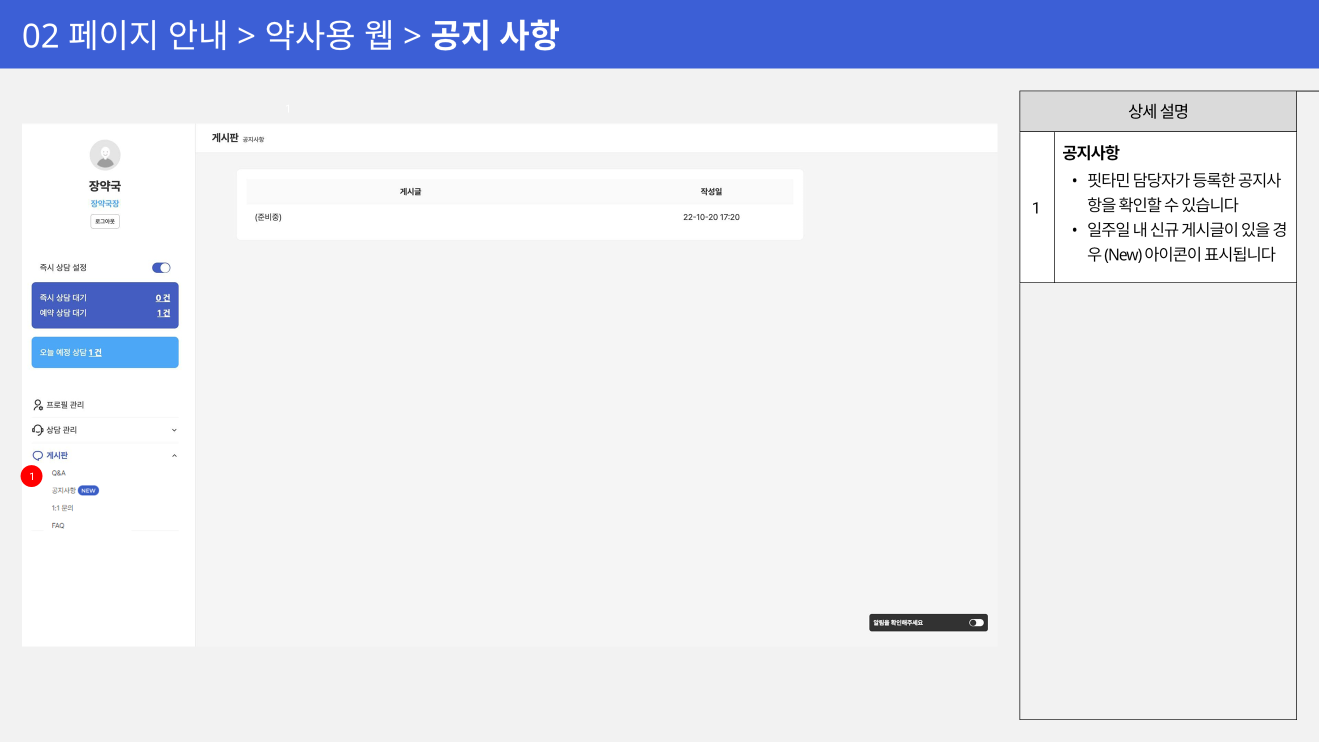 02 페이지 안내 > 약사용 웹 > 공지 사항
1
장약국
약국국장
로그아웃
즉시 상담 설정
즉시 상담 대기 0 건
예약 상담 대기 1 건
오늘 예정 상담 1 건
프로필 관리
상담 관리
게시판
1
Q&A
공지사항 NEW
1:1 문의
FAQ
게시판 공지사항
게시글 작성일
(준비중) 22-10-20 17:20
알림을 확인해주세요
상세 설명
1
공지사항
• 핏타민 담당자가 등록한 공지사
항을 확인할 수 있습니다
• 일주일 내 신규 게시글이 있을 경
우 (New) 아이콘이 표시됩니다